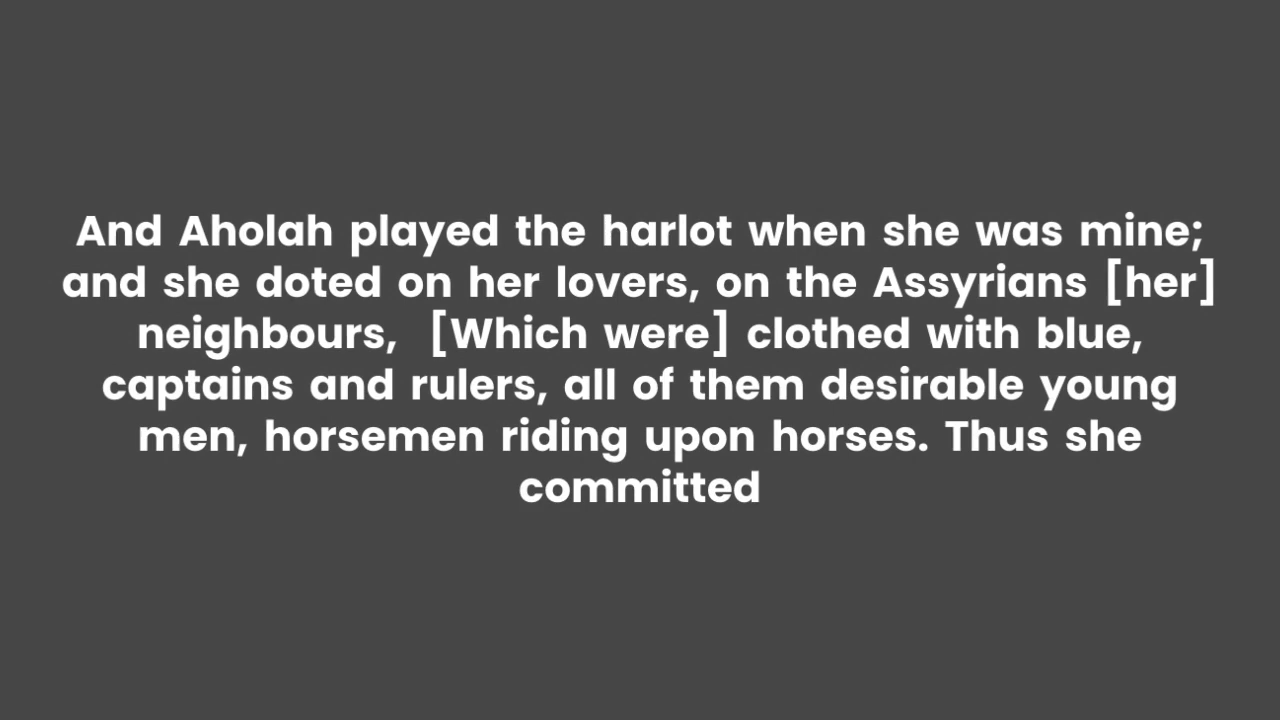 And Aholah played the harlot when she was mine;
and she doted on her lovers, on the Assyrians [her]
neighbours,  [Which were] clothed with blue,
captains and rulers, all of them desirable young
men, horsemen riding upon horses. Thus she
committed